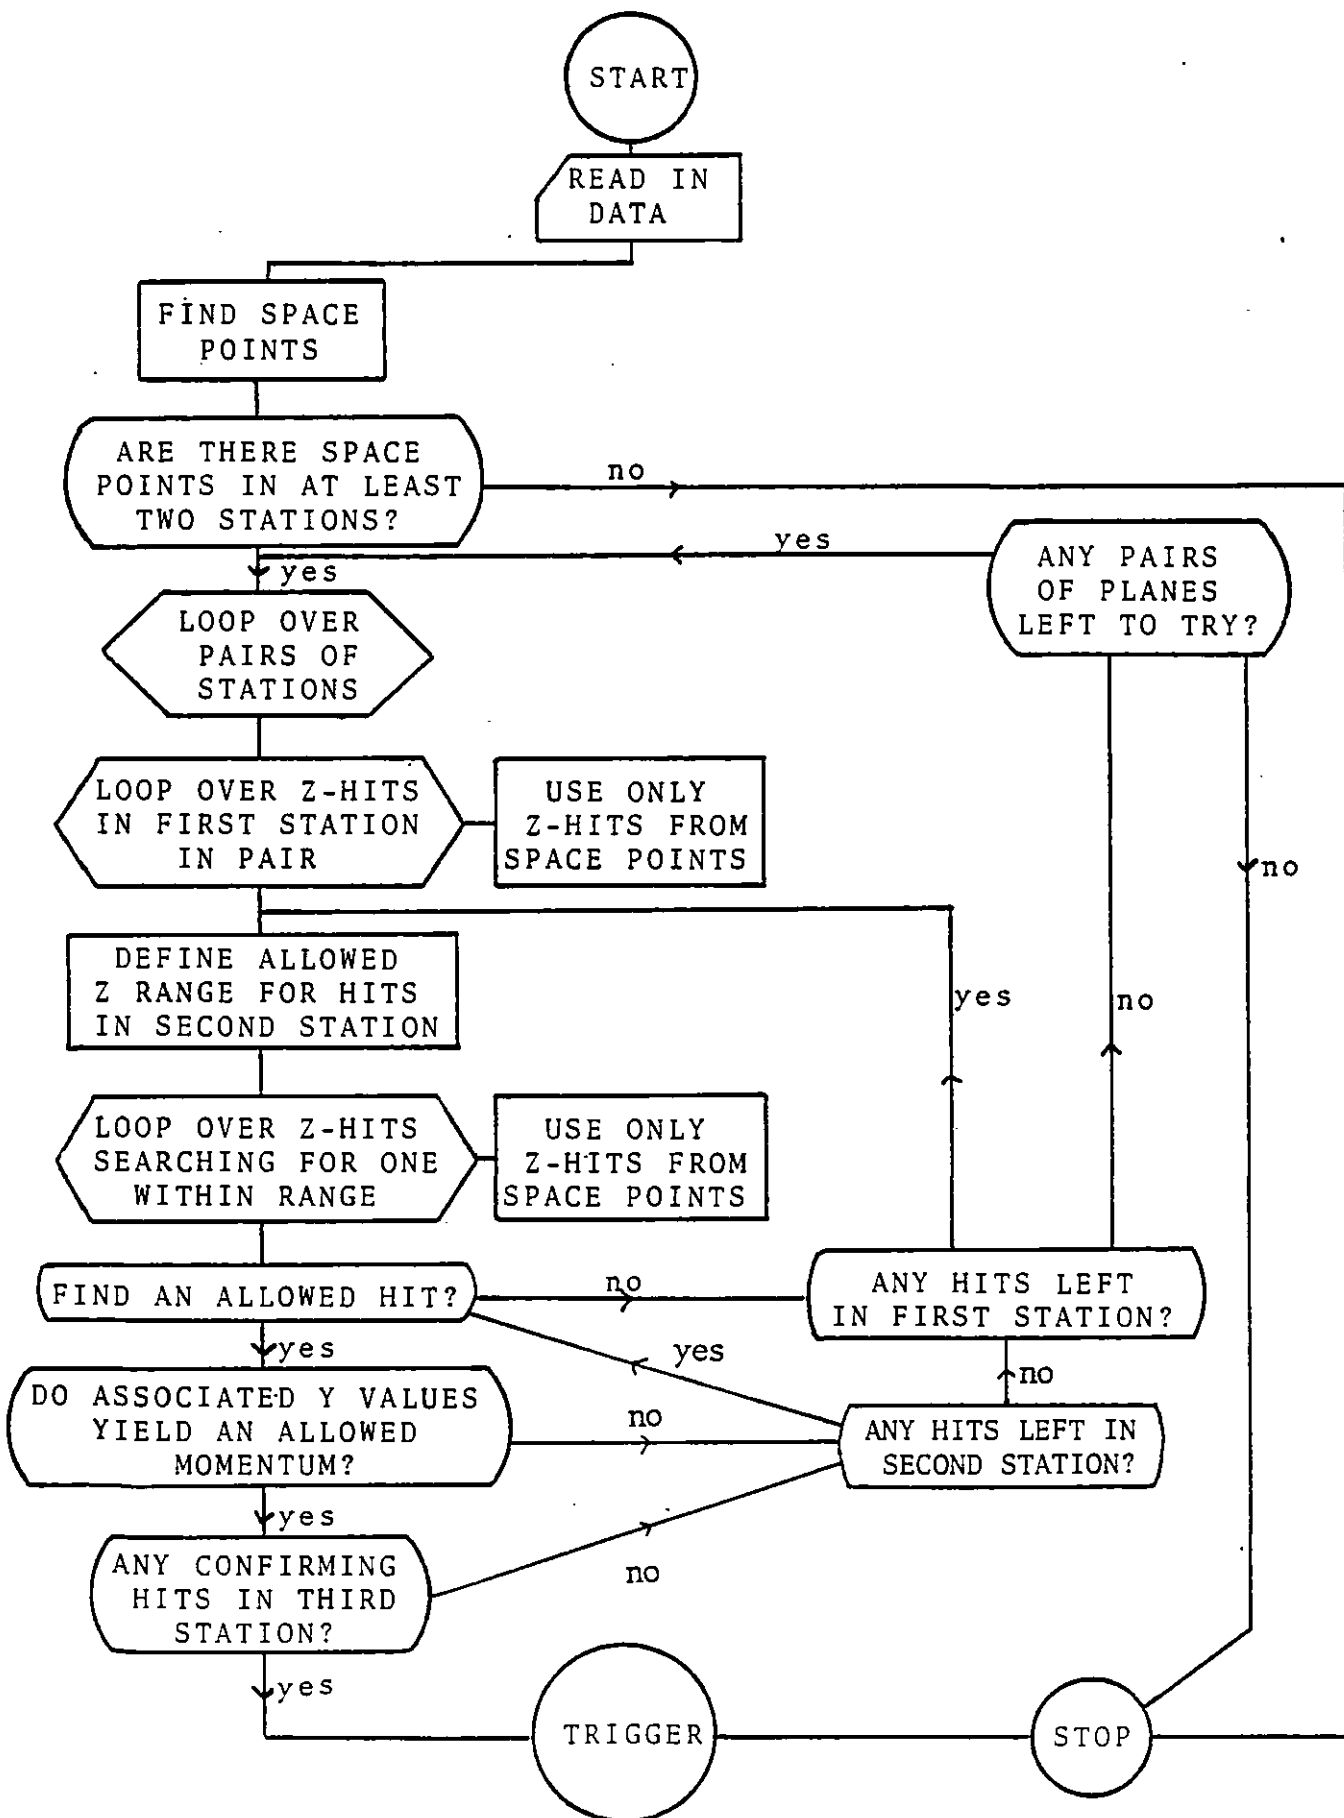 START
READ IN
DATA
FIND SPACE
POINTS
ARE THERE SPACE
POINTS IN AT LEAST
TWO STATIONS?
no
yes
yes
ANY PAIRS
OF PLANES
LEFT TO TRY?
LOOP OVER
PAIRS OF
STATIONS
LOOP OVER Z-HITS
IN FIRST STATION
IN PAIR
USE ONLY
Z-HITS FROM
SPACE POINTS
no
DEFINE ALLOWED
Z RANGE FOR HITS
IN SECOND STATION
yes
no
LOOP OVER Z-HITS
SEARCHING FOR ONE
WITHIN RANGE
USE ONLY
Z-HITS FROM
SPACE POINTS
FIND AN ALLOWED HIT?
no
ANY HITS LEFT
IN FIRST STATION?
yes
yes
no
DO ASSOCIATED Y VALUES
YIELD AN ALLOWED
MOMENTUM?
no
ANY HITS LEFT IN
SECOND STATION?
yes
ANY CONFIRMING
HITS IN THIRD
STATION?
no
yes
TRIGGER
STOP